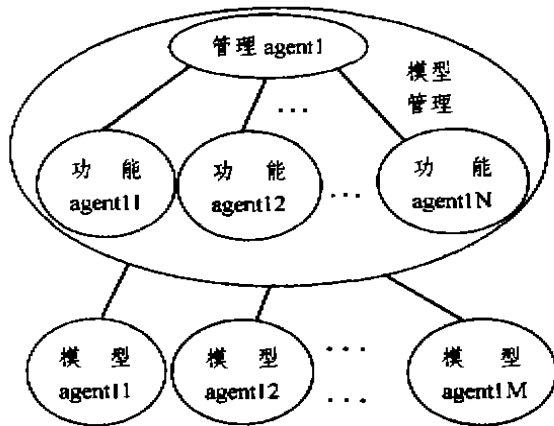 管理 agent1
模型
管理
...
功 能
agent11
功 能
agent12
...
功 能
agent1N
模 型
agent11
模 型
agent12
...
...
模 型
agent1M